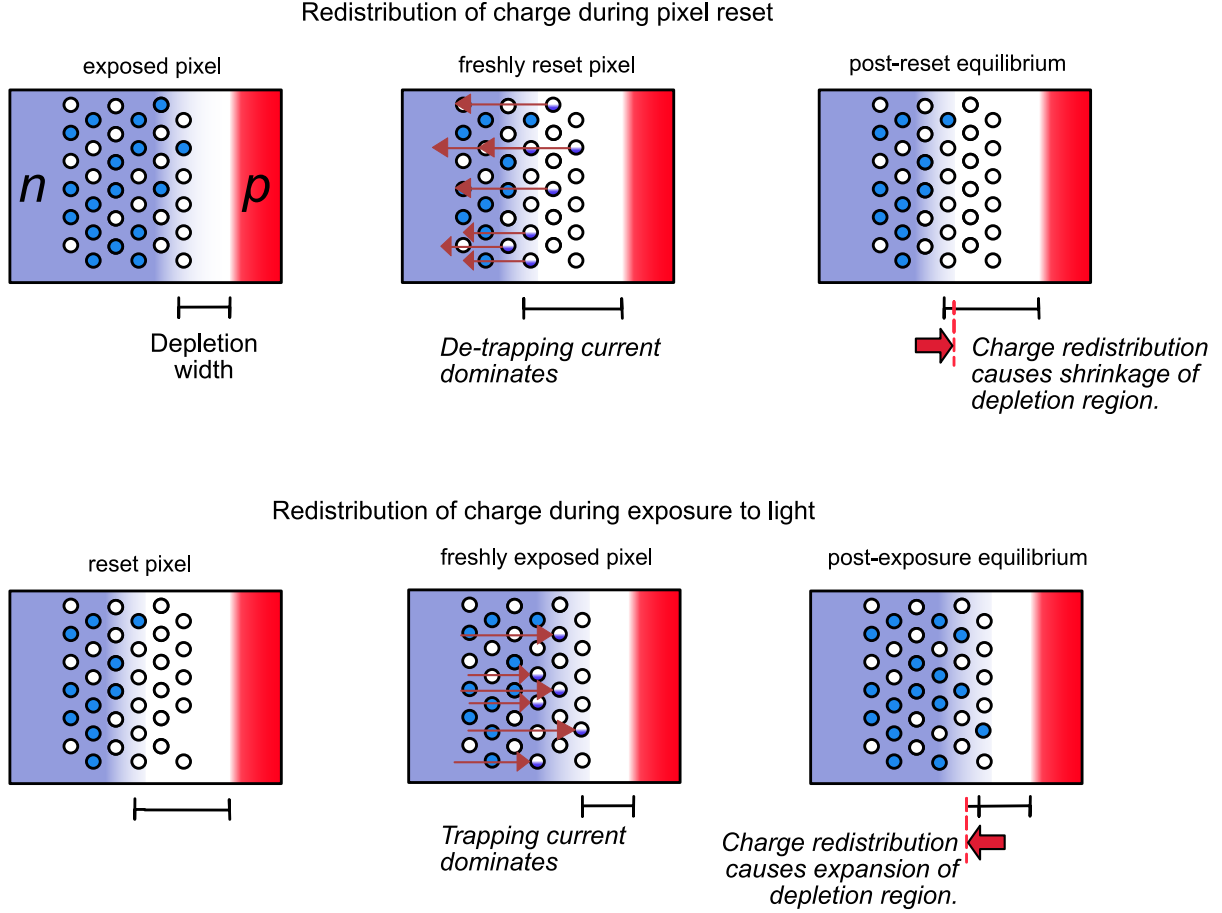 Redistribution of charge during pixel reset
exposed pixel
freshly reset pixel
post-reset equilibrium
n
p
Depletion
width
De-trapping current
dominates
Charge redistribution
causes shrinkage of
depletion region.
Redistribution of charge during exposure to light
reset pixel
freshly exposed pixel
post-exposure equilibrium
Trapping current
dominates
Charge redistribution
causes expansion of
depletion region.